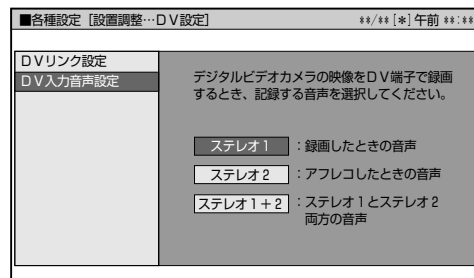 ■各種設定［設置調整…ＤＶ設定］ **/**[*]午前**:**
ＤＶリンク設定
ＤＶ入力音声設定
デジタルビデオカメラの映像をＤＶ端子で録画
するとき、記録する音声を選択してください。
ステレオ１ ：録画したときの音声
ステレオ２ ：アフレコしたときの音声
ステレオ１＋２ ：ステレオ１とステレオ２
両方の音声